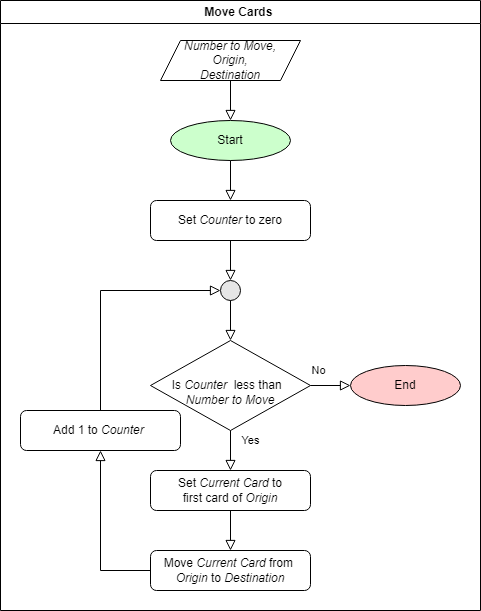 Move Cards
Number to Move,
Origin,
Destination
Start
Set Counter to zero
Is Counter less than
Number to Move
No
End
Yes
Add 1 to Counter
Set Current Card to
first card of Origin
Move Current Card from
Origin to Destination